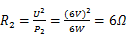 R₂ = U²/P₂ = (6V)²/6W = 6Ω